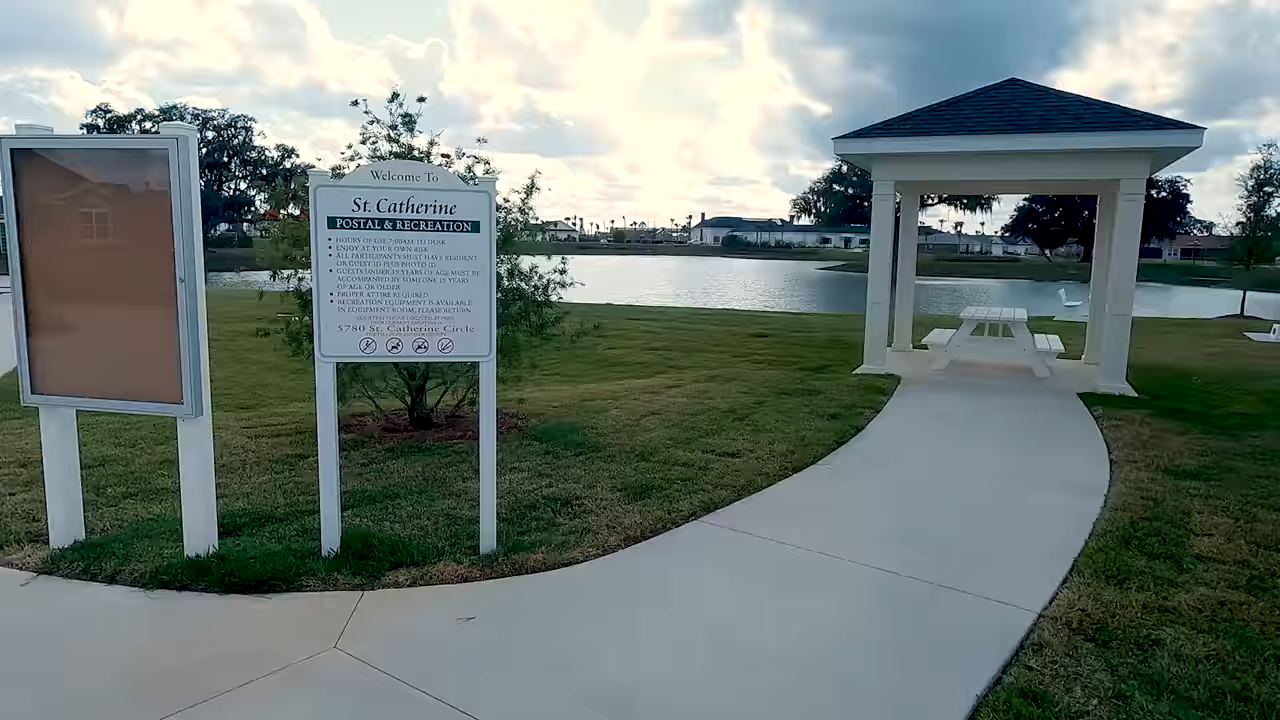 Welcome To
St. Catherine
POSTAL & RECREATION
• HOURS OF USE 7:00AM TO DUSK
• ENJOY AT YOUR OWN RISK
• ALL PARTICIPANTS MUST HAVE RESIDENT
OR GUEST ID PLUS PHOTO ID
• GUESTS UNDER 19 YEARS OF AGE MUST BE
ACCOMPANIED BY SOMEONE 19 YEARS
OF AGE OR OLDER
• PROPER ATTIRE REQUIRED
• RECREATION EQUIPMENT IS AVAILABLE
IN EQUIPMENT ROOM, PLEASE RETURN
5780 St. Catherine Circle